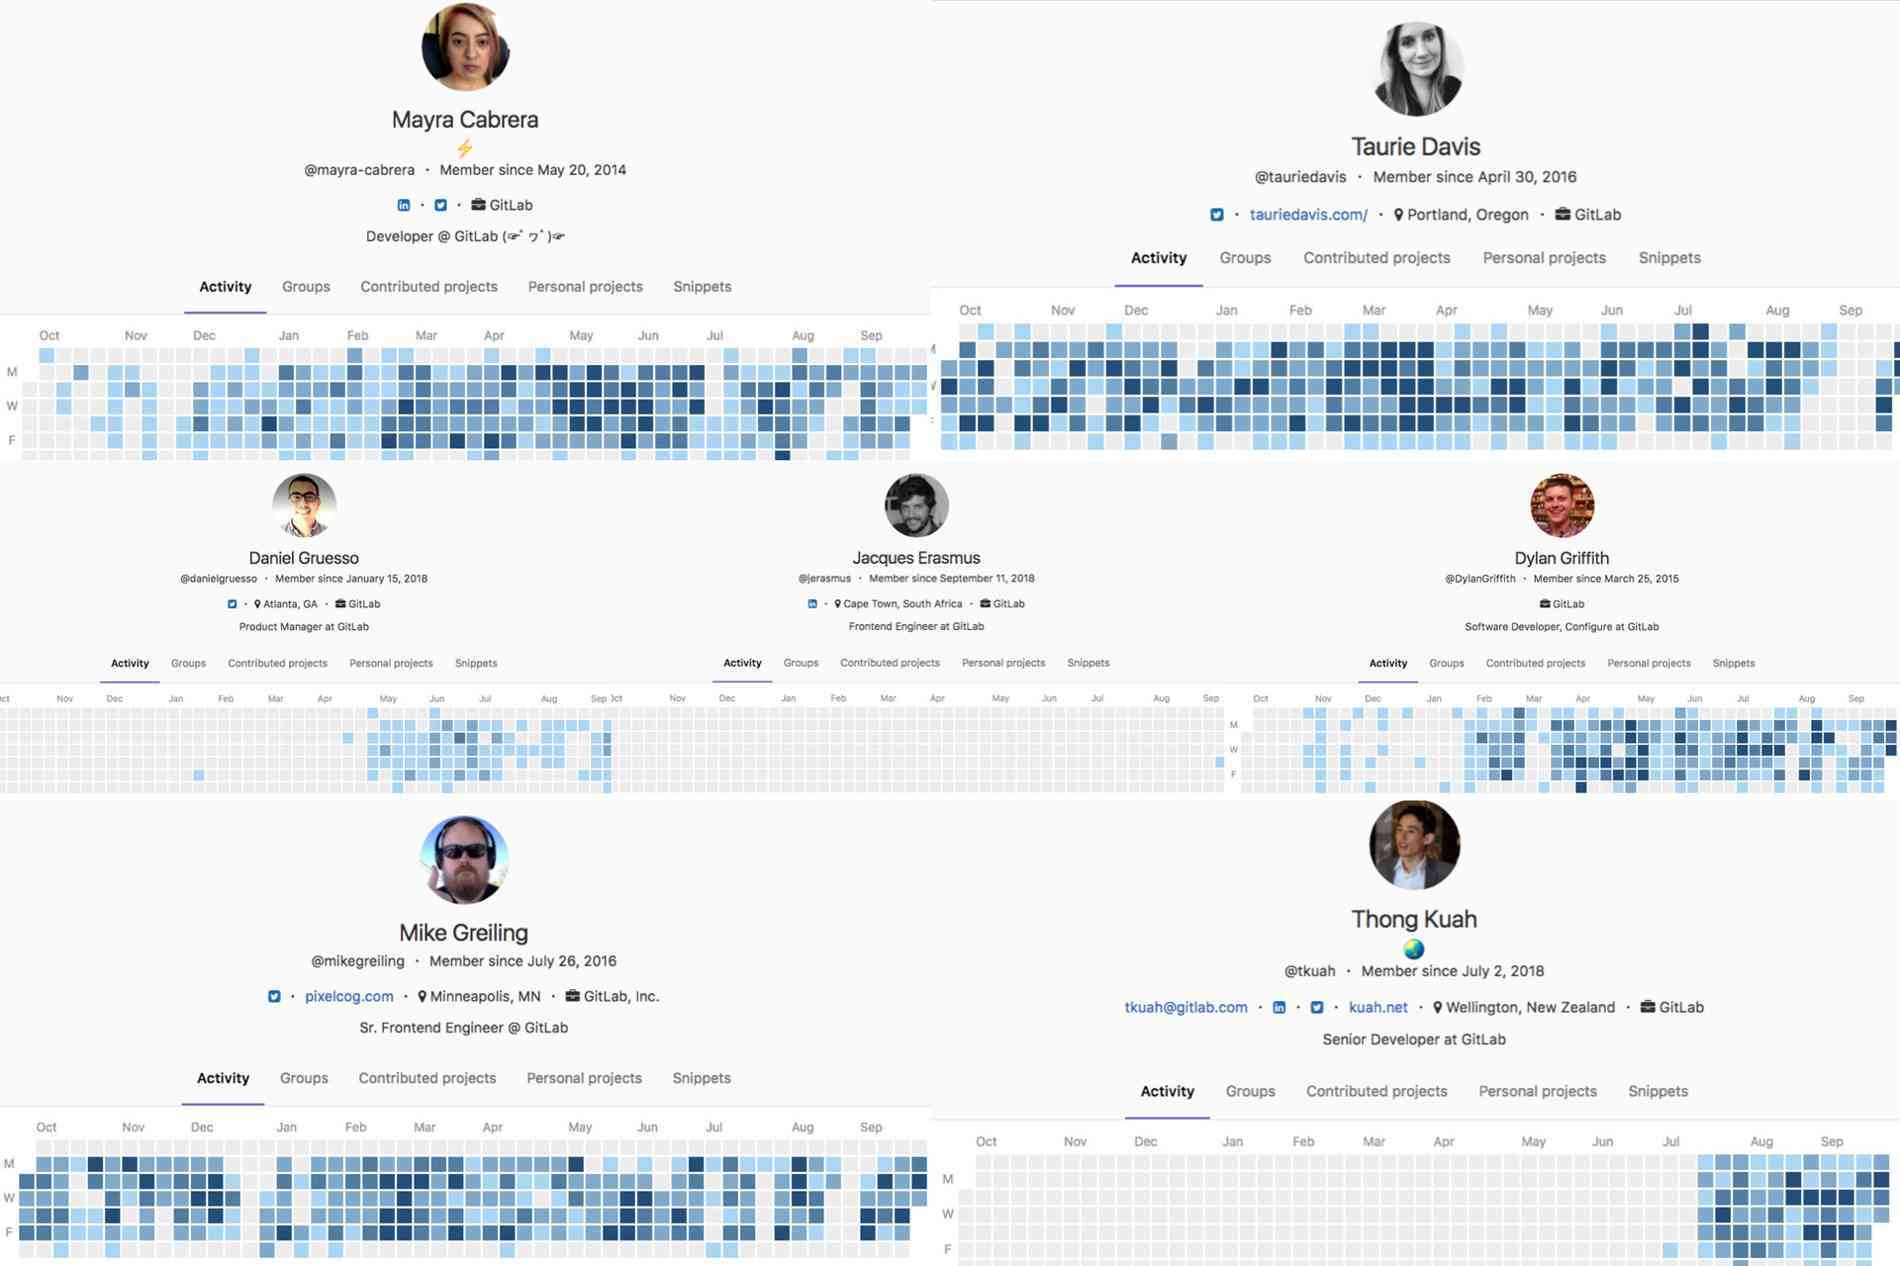 Mayra Cabrera
⚡
@mayra-cabrera · Member since May 20, 2014
· · GitLab
Developer @ GitLab (☞ﾟヮﾟ)☞
Activity Groups Contributed projects Personal projects Snippets
Oct Nov Dec Jan Feb Mar Apr May Jun Jul Aug Sep
M
W
F
Taurie Davis
@tauriedavis · Member since April 30, 2016
· tauriedavis.com/ · Portland, Oregon · GitLab
Activity Groups Contributed projects Personal projects Snippets
Oct Nov Dec Jan Feb Mar Apr May Jun Jul Aug Sep
Daniel Gruesso
@danielgruesso · Member since January 15, 2018
· Atlanta, GA · GitLab
Product Manager at GitLab
Activity Groups Contributed projects Personal projects Snippets
Nov Dec Jan Feb Mar Apr May Jun Jul Aug Sep
Jacques Erasmus
@jerasmus · Member since September 11, 2018
· Cape Town, South Africa · GitLab
Frontend Engineer at GitLab
Activity Groups Contributed projects Personal projects Snippets
Nov Dec Jan Feb Mar Apr May Jun Jul Aug Sep
Dylan Griffith
@DylanGriffith · Member since March 25, 2015
GitLab
Software Developer, Configure at GitLab
Activity Groups Contributed projects Personal projects Snippets
Oct Nov Dec Jan Feb Mar Apr May Jun Jul Aug Sep
M
W
F
Mike Greiling
@mikegreiling · Member since July 26, 2016
· pixelcog.com · Minneapolis, MN · GitLab, Inc.
Sr. Frontend Engineer @ GitLab
Activity Groups Contributed projects Personal projects Snippets
Oct Nov Dec Jan Feb Mar Apr May Jun Jul Aug Sep
M
W
F
Thong Kuah
🌏
@tkuah · Member since July 2, 2018
tkuah@gitlab.com · · · kuah.net · Wellington, New Zealand · GitLab
Senior Developer at GitLab
Activity Groups Contributed projects Personal projects Snippets
Oct Nov Dec Jan Feb Mar Apr May Jun Jul Aug Sep
M
W
F